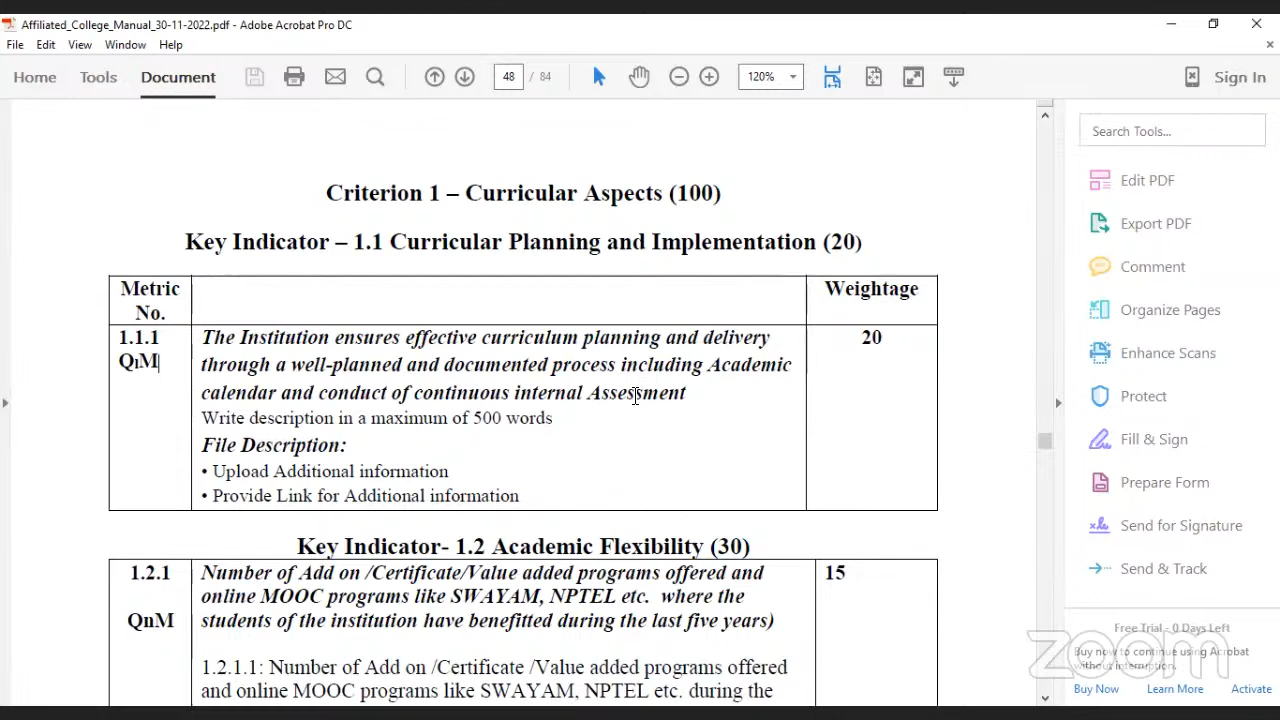 Affiliated_College_Manual_30-11-2022.pdf - Adobe Acrobat Pro DC
File Edit View Window Help
Home Tools Document 48 / 84 120% Sign In
Search Tools...
Edit PDF
Export PDF
Comment
Organize Pages
Enhance Scans
Protect
Fill & Sign
Prepare Form
Send for Signature
Send & Track
Free Trial - 0 Days Left
Buy now to continue using Acrobat
without interruption.
Buy Now Learn More Activate
zoom
Criterion 1 – Curricular Aspects (100)
Key Indicator – 1.1 Curricular Planning and Implementation (20)
Metric
No.
Weightage
1.1.1
QlM
The Institution ensures effective curriculum planning and delivery
through a well-planned and documented process including Academic
calendar and conduct of continuous internal Assessment
Write description in a maximum of 500 words
File Description:
• Upload Additional information
• Provide Link for Additional information
20
Key Indicator- 1.2 Academic Flexibility (30)
1.2.1
QnM
Number of Add on /Certificate/Value added programs offered and
online MOOC programs like SWAYAM, NPTEL etc. where the
students of the institution have benefitted during the last five years)
15
1.2.1.1: Number of Add on /Certificate /Value added programs offered
and online MOOC programs like SWAYAM, NPTEL etc. during the